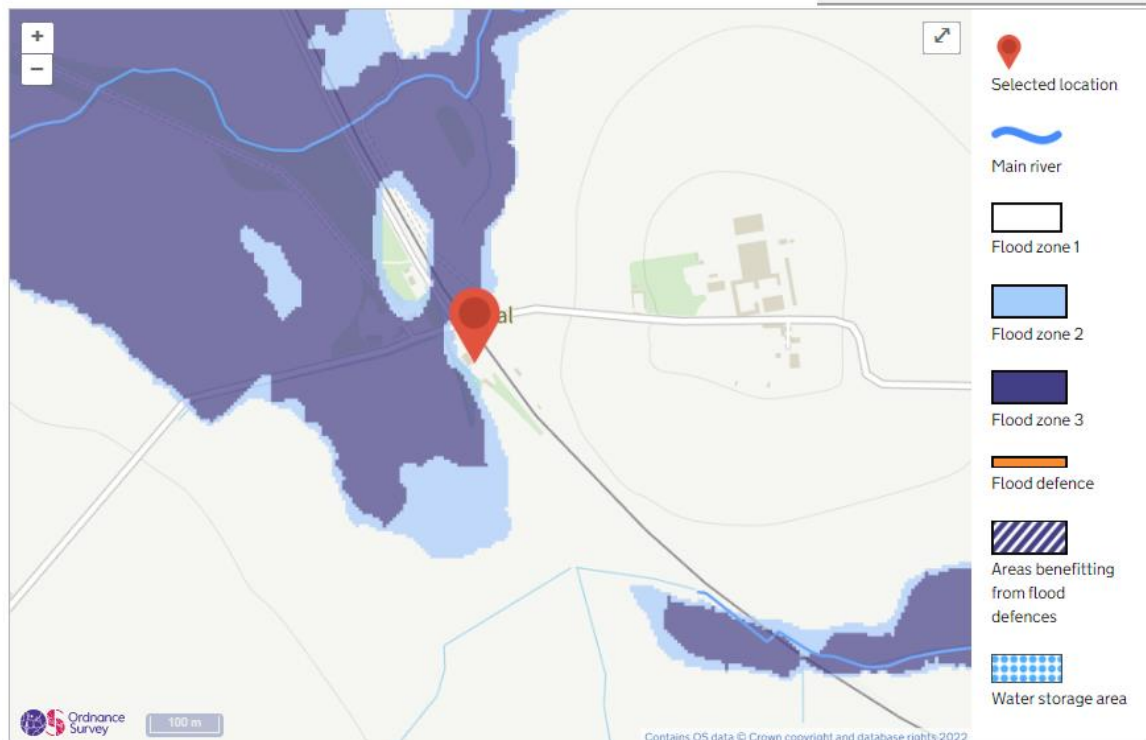 +
−
al
Ordnance
Survey
100 m
Contains OS data © Crown copyright and database rights 2022
Selected location
Main river
Flood zone 1
Flood zone 2
Flood zone 3
Flood defence
Areas benefitting
from flood
defences
Water storage area